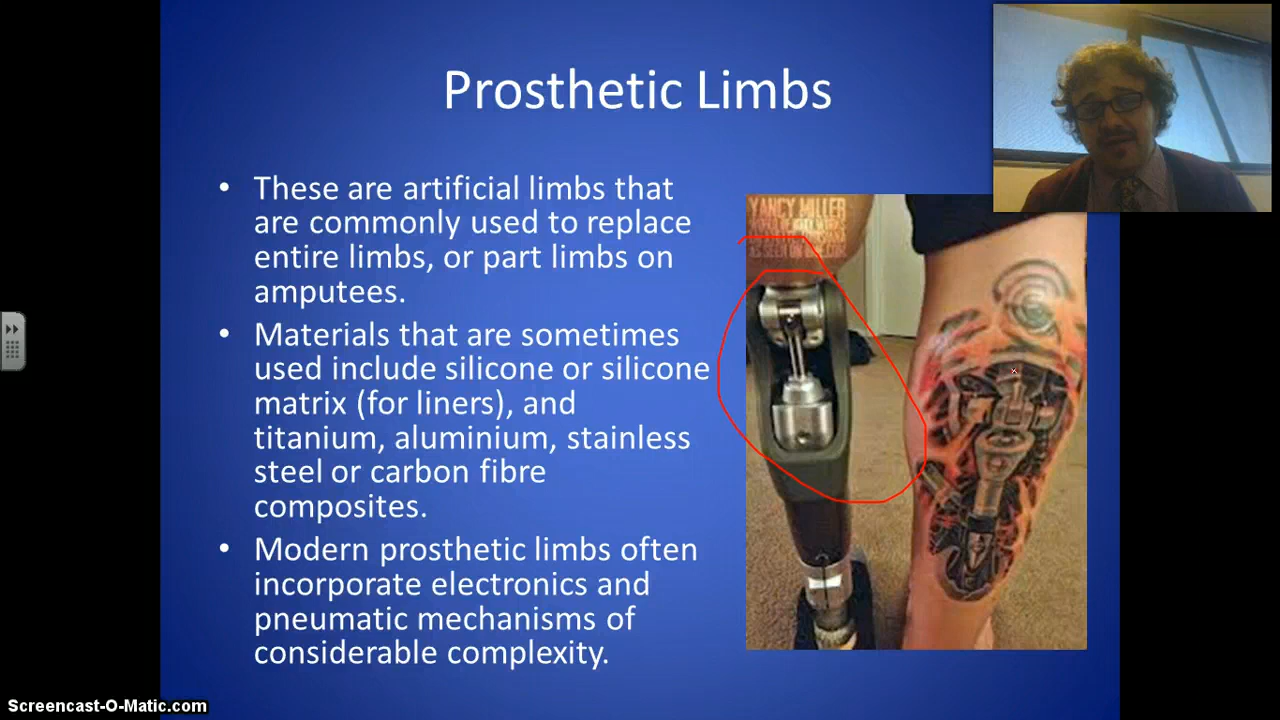 Prosthetic Limbs
• These are artificial limbs that
are commonly used to replace
entire limbs, or part limbs on
amputees.
• Materials that are sometimes
used include silicone or silicone
matrix (for liners), and
titanium, aluminium, stainless
steel or carbon fibre
composites.
• Modern prosthetic limbs often
incorporate electronics and
pneumatic mechanisms of
considerable complexity.
YANCY MILLER
AS SEEN ON
Screencast-O-Matic.com